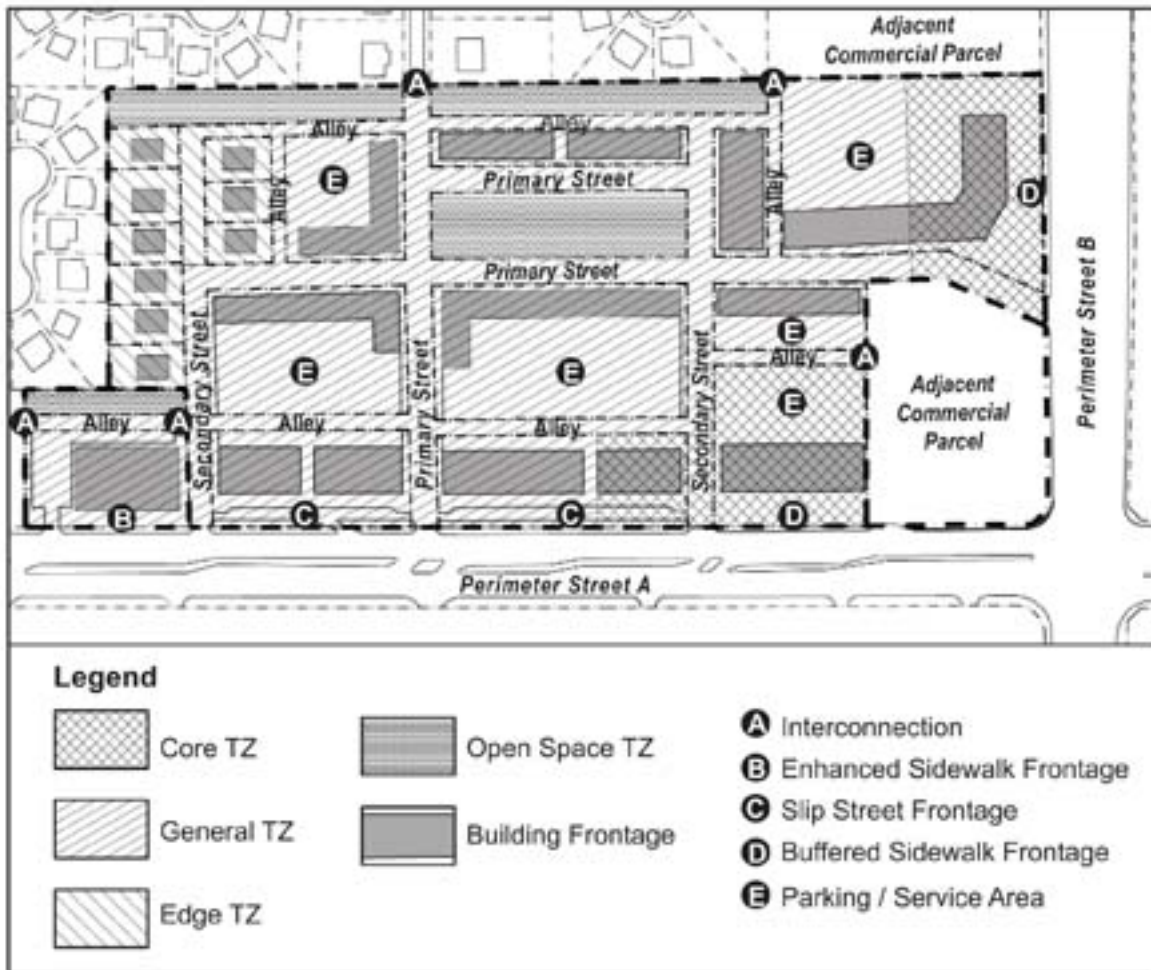 Adjacent
Commercial Parcel
A
A
Alley
Alley
E
Primary Street
E
Alley
Alley
D
Primary Street
Perimeter Street B
Secondary Street
E
Primary Street
E
Secondary Street
E
Alley
A
E
Adjacent
Commercial
Parcel
A
Alley
A
Alley
Alley
B
C
C
D
Perimeter Street A
Legend
Core TZ
General TZ
Edge TZ
Open Space TZ
Building Frontage
A Interconnection
B Enhanced Sidewalk Frontage
C Slip Street Frontage
D Buffered Sidewalk Frontage
E Parking / Service Area